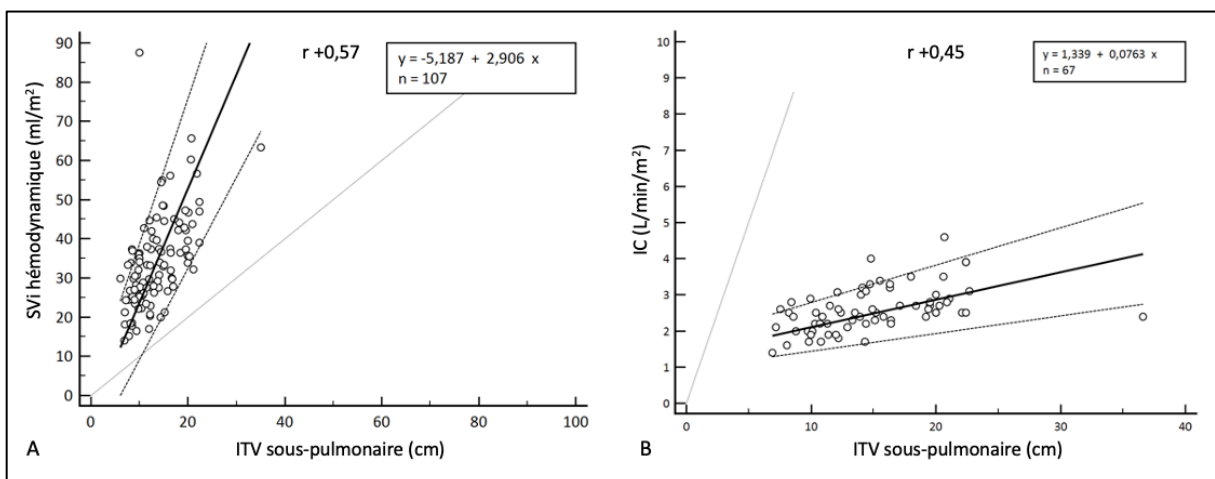 r +0,57
y = -5,187 + 2,906 x
n = 107
SVi hémodynamique (ml/m²)
90
80
70
60
50
40
30
20
10
0
0 20 40 60 80 100
A ITV sous-pulmonaire (cm)
r +0,45
y = 1,339 + 0,0763 x
n = 67
IC (L/min/m²)
10
9
8
7
6
5
4
3
2
1
0
0 10 20 30 40
B ITV sous-pulmonaire (cm)